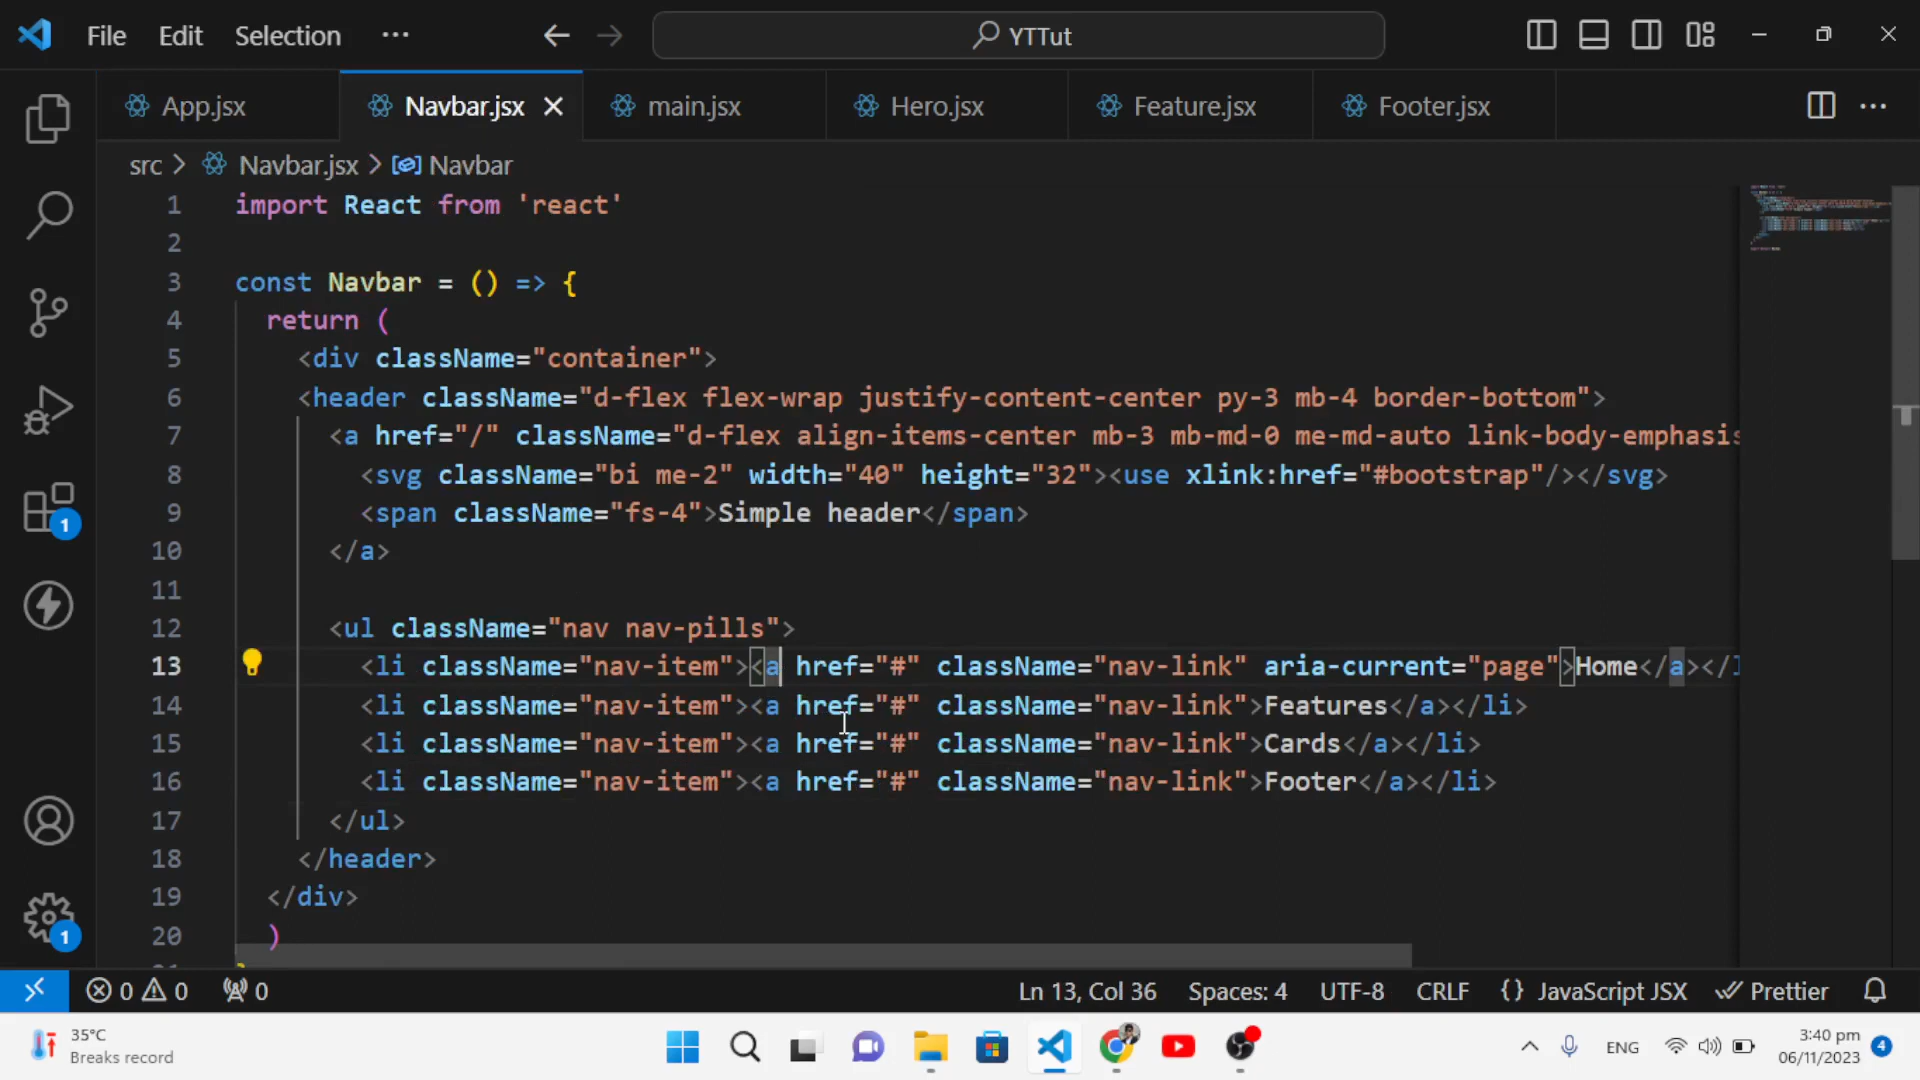 File Edit Selection ··· YTTut
App.jsx Navbar.jsx main.jsx Hero.jsx Feature.jsx Footer.jsx ···
src > Navbar.jsx > Navbar
1 import React from 'react'
2
3 const Navbar = () => {
4 return (
5 <div className="container">
6 <header className="d-flex flex-wrap justify-content-center py-3 mb-4 border-bottom">
7 <a href="/" className="d-flex align-items-center mb-3 mb-md-0 me-md-auto link-body-emphasis
8 <svg className="bi me-2" width="40" height="32"><use xlink:href="#bootstrap"/></svg>
9 <span className="fs-4">Simple header</span>
10 </a>
11
12 <ul className="nav nav-pills">
13 <li className="nav-item"><a href="#" className="nav-link" aria-current="page">Home</a></l
14 <li className="nav-item"><a href="#" className="nav-link">Features</a></li>
15 <li className="nav-item"><a href="#" className="nav-link">Cards</a></li>
16 <li className="nav-item"><a href="#" className="nav-link">Footer</a></li>
17 </ul>
18 </header>
19 </div>
20 )
1
1
0 0 0 Ln 13, Col 36 Spaces: 4 UTF-8 CRLF {} JavaScript JSX Prettier
35°C
Breaks record
ENG
3:40 pm
06/11/2023
4